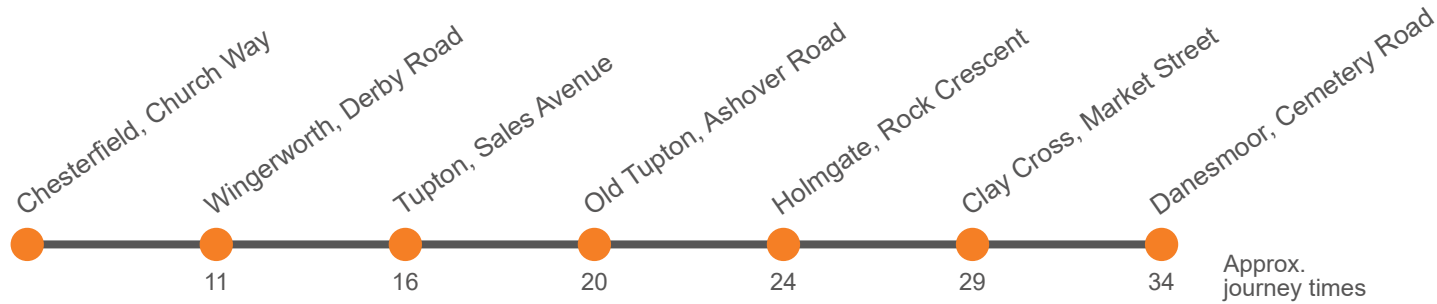 Chesterfield, Church Way
Wingerworth, Derby Road
Tupton, Sales Avenue
Old Tupton, Ashover Road
Holmgate, Rock Crescent
Clay Cross, Market Street
Danesmoor, Cemetery Road
11
16
20
24
29
34
Approx.
journey times